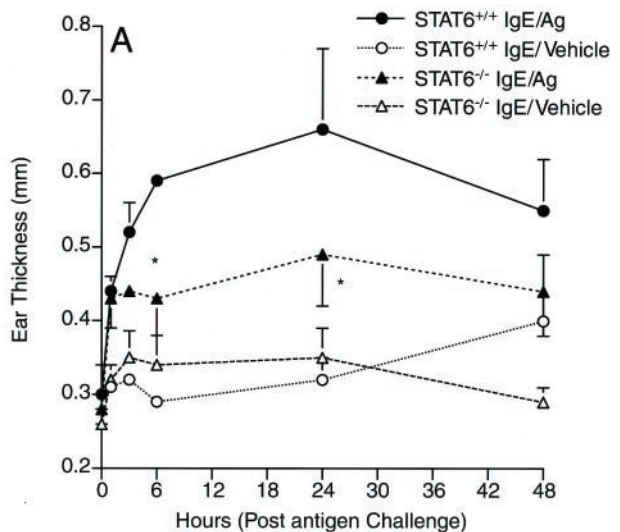 A
STAT6+/+ IgE/Ag
STAT6+/+ IgE/Vehicle
STAT6-/- IgE/Ag
STAT6-/- IgE/Vehicle
0.8
0.7
0.6
0.5
0.4
0.3
0.2
Ear Thickness (mm)
*
*
0 6 12 18 24 30 36 42 48
Hours (Post antigen Challenge)